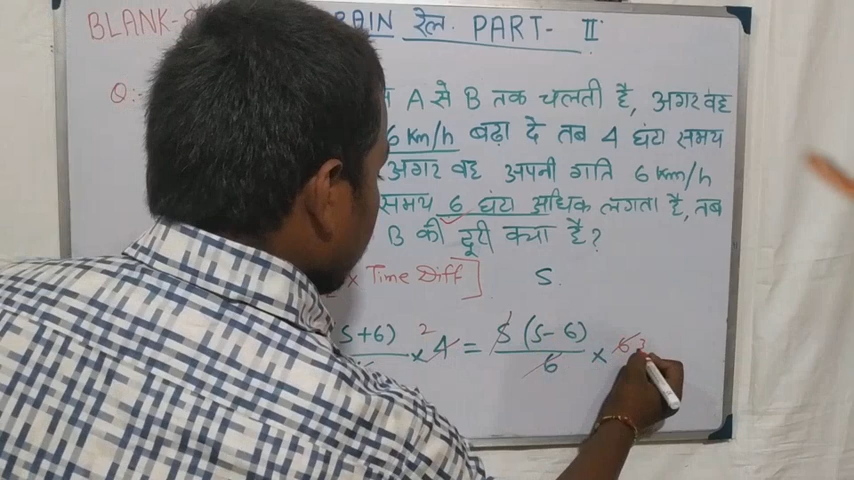 BLANK- RAIN रेल. PART- II
Q:- A से B तक चलती है, अगर वह
6 Km/h बढ़ा दे तब 4 घंटा समय
अगर वह अपनी गति 6 km/h
समय 6 घंटा अधिक लगता है, तब
B की दूरी क्या है?
x Time Diff] S.
S+6) x 4 2 = S (S-6) / 6 x 6 3